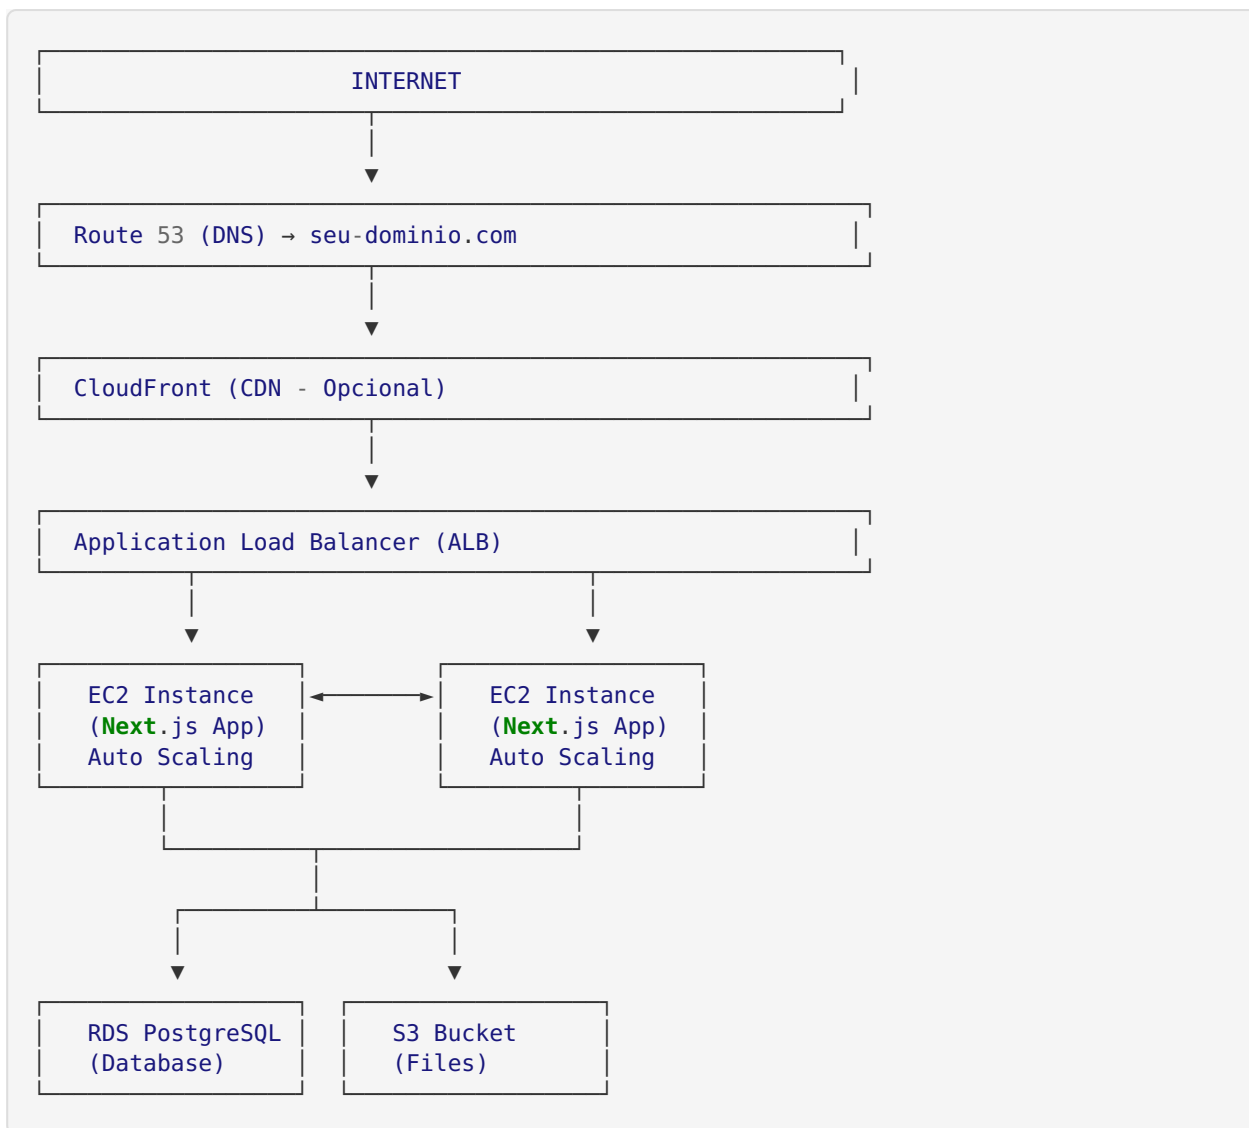 INTERNET
Route 53 (DNS) → seu-dominio.com
CloudFront (CDN - Opcional)
Application Load Balancer (ALB)
EC2 Instance EC2 Instance
(Next.js App) (Next.js App)
Auto Scaling Auto Scaling
RDS PostgreSQL S3 Bucket
(Database) (Files)